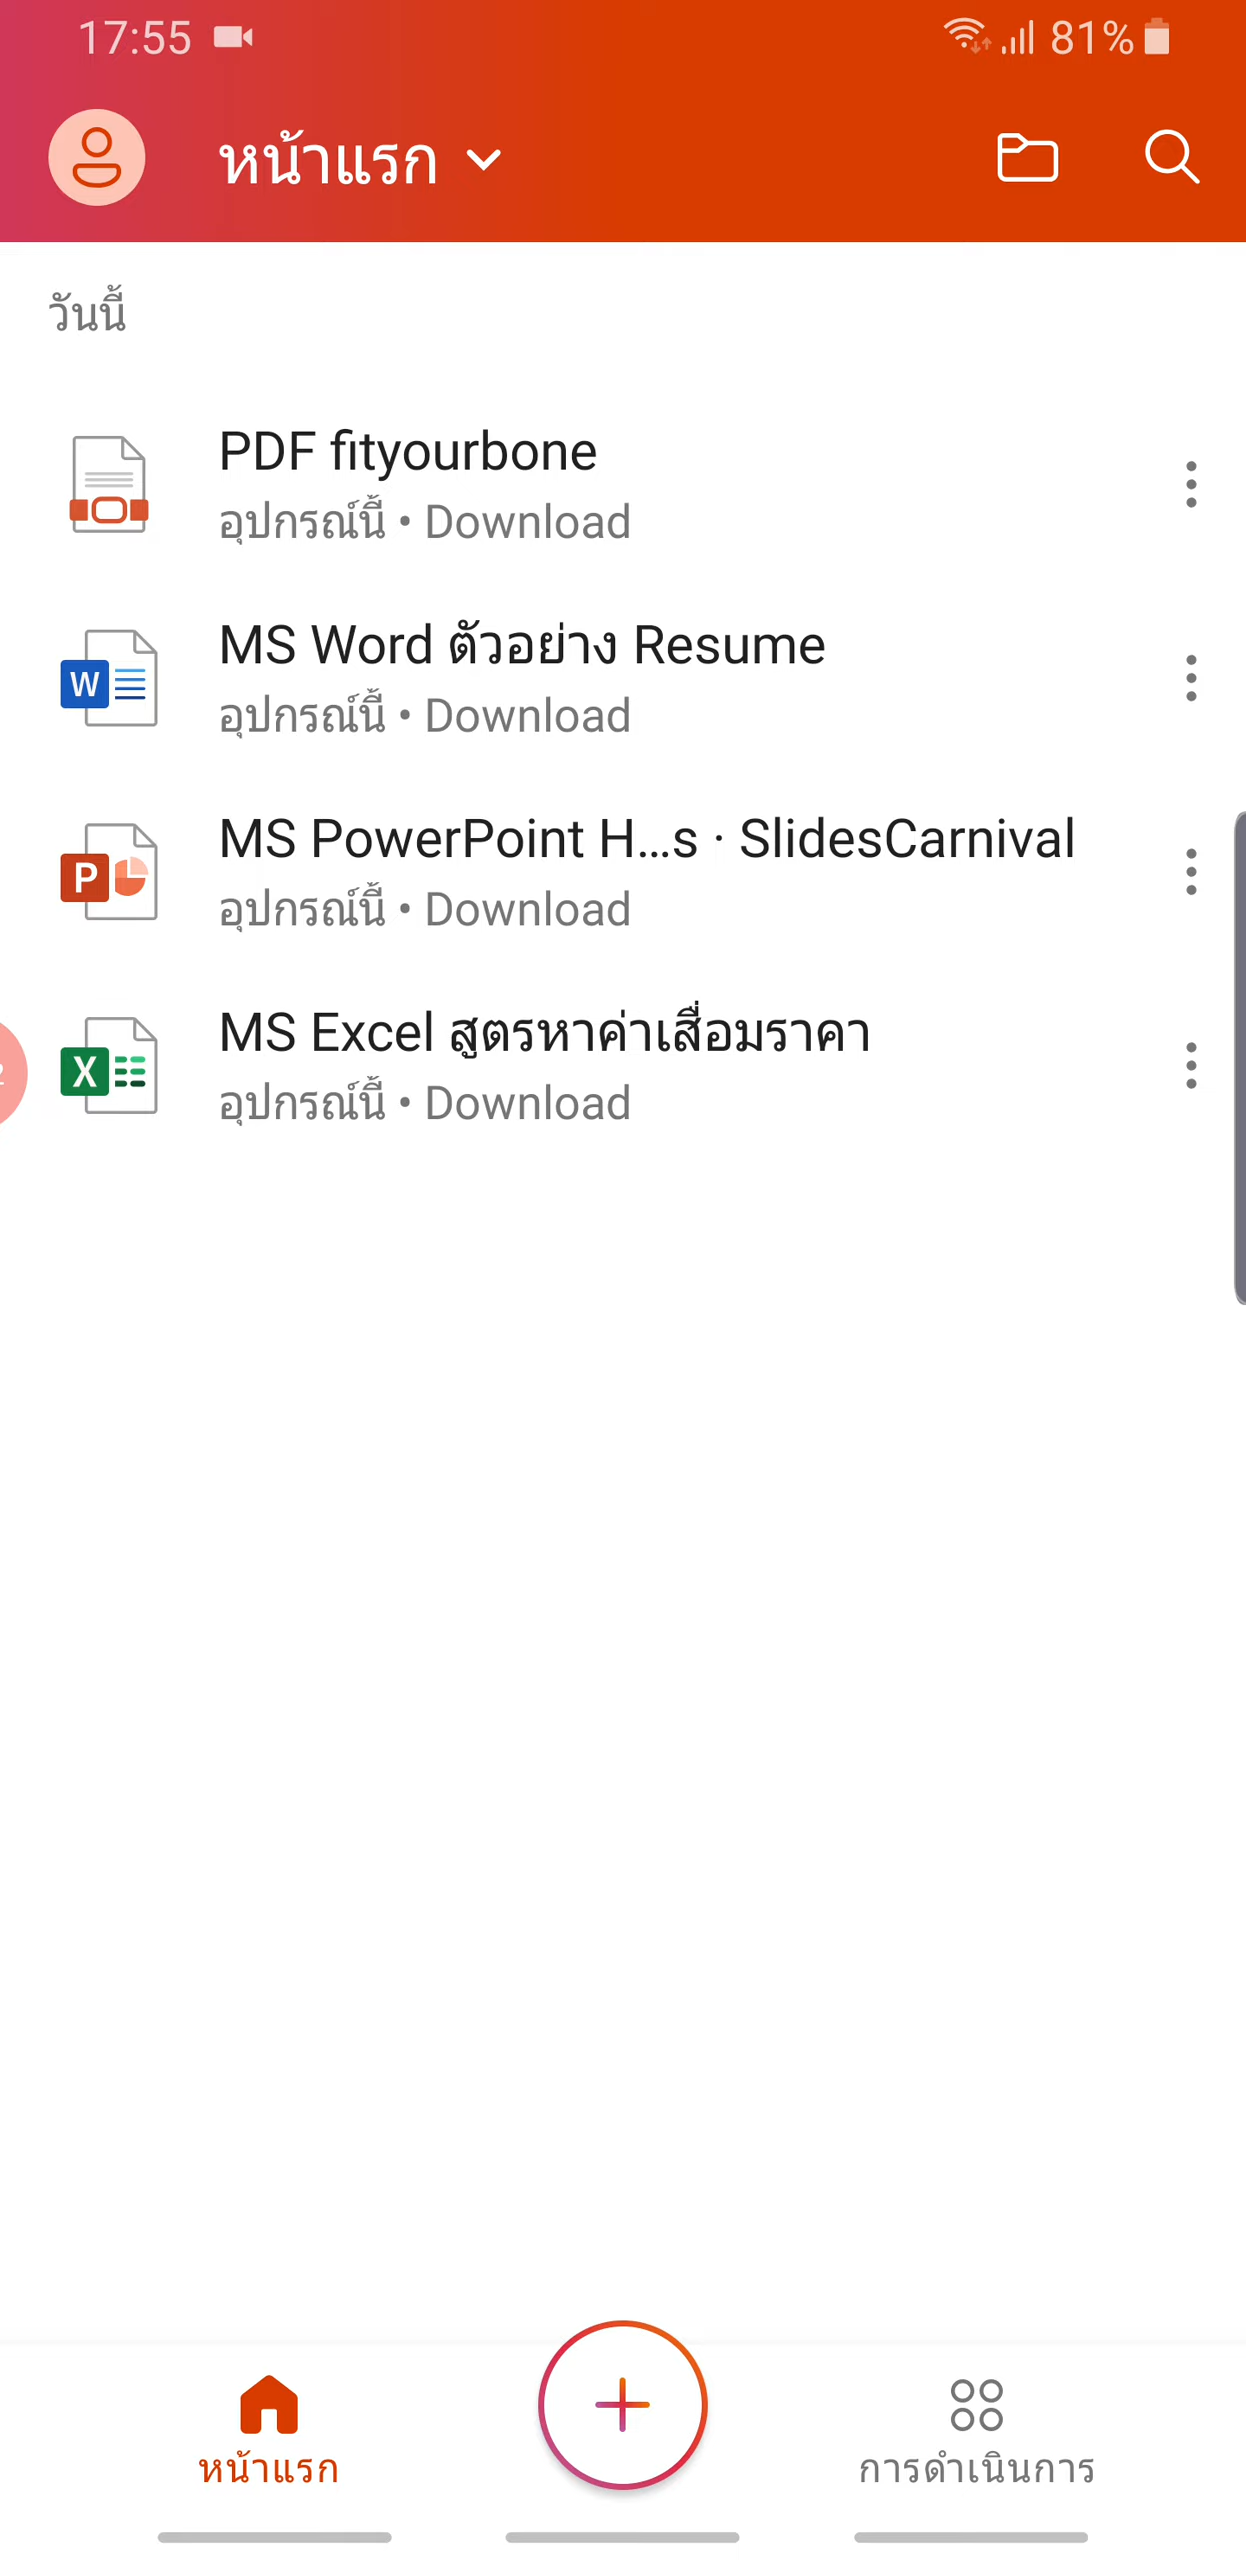 17:55 81%
หน้าแรก
วันนี้
PDF fityourbone
อุปกรณ์นี้ • Download
MS Word ตัวอย่าง Resume
อุปกรณ์นี้ • Download
MS PowerPoint H...s · SlidesCarnival
อุปกรณ์นี้ • Download
MS Excel สูตรหาค่าเสื่อมราคา
อุปกรณ์นี้ • Download
หน้าแรก
การดำเนินการ